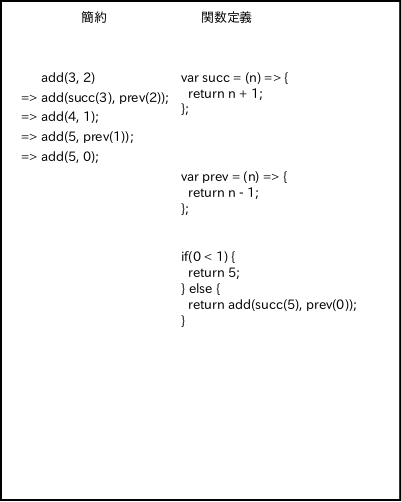 簡約
関数定義
add(3, 2)
=> add(succ(3), prev(2));
=> add(4, 1);
=> add(5, prev(1));
=> add(5, 0);
var succ = (n) => {
return n + 1;
};
var prev = (n) => {
return n - 1;
};
if(0 < 1) {
return 5;
} else {
return add(succ(5), prev(0));
}